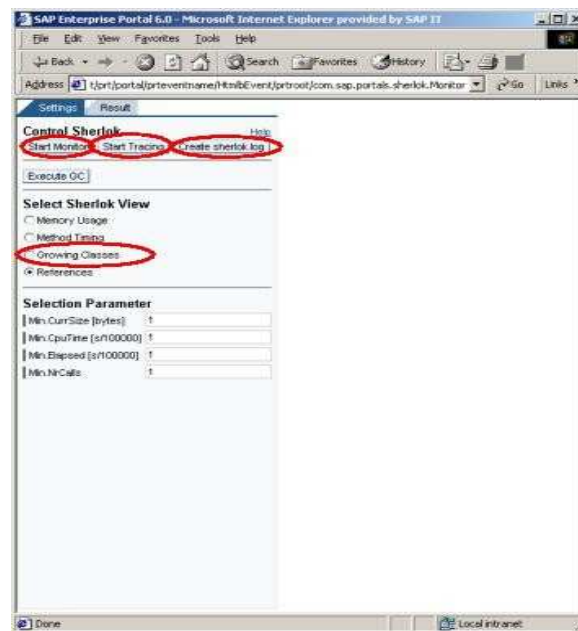 SAP Enterprise Portal 6.0 - Microsoft Internet Explorer provided by SAP IT
File Edit View Favorites Tools Help
Back Search Favorites History
Address t/prt/portal/prteventname/HtmlbEvent/prtroot/com.sap.portals.sherlok.Monitor Go Links »
Settings Result
Control Sherlok Help
Start Monitor Start Tracing Create sherlok log
Execute GC
Select Sherlok View
Memory Usage
Method Timing
Growing Classes
References
Selection Parameter
Min.CurrSize [bytes] 1
Min.CpuTime [s/100000] 1
Min.Elapsed [s/100000] 1
Min.NrCalls 1
Done Local intranet